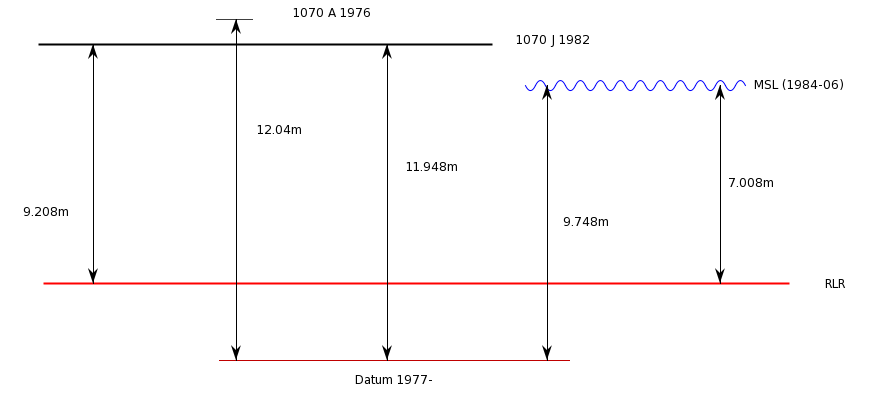 1070 A 1976
1070 J 1982
MSL (1984-06)
12.04m
11.948m
7.008m
9.208m
9.748m
RLR
Datum 1977-